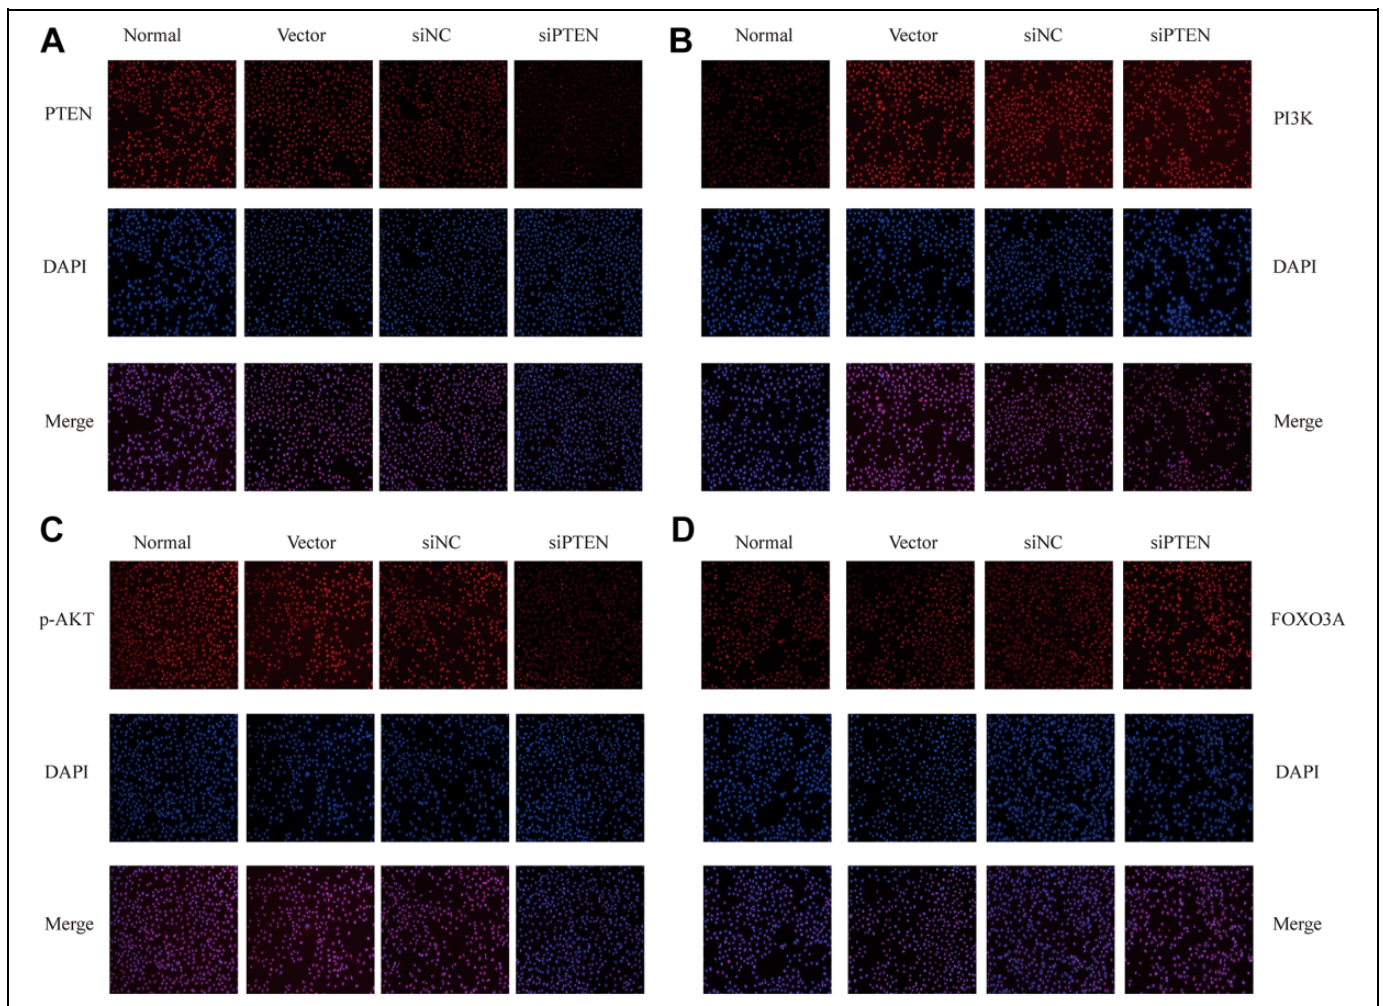 A B
Normal Vector siNC siPTEN Normal Vector siNC siPTEN
PTEN PI3K
DAPI DAPI
Merge Merge
C D
Normal Vector siNC siPTEN Normal Vector siNC siPTEN
p-AKT FOXO3A
DAPI DAPI
Merge Merge